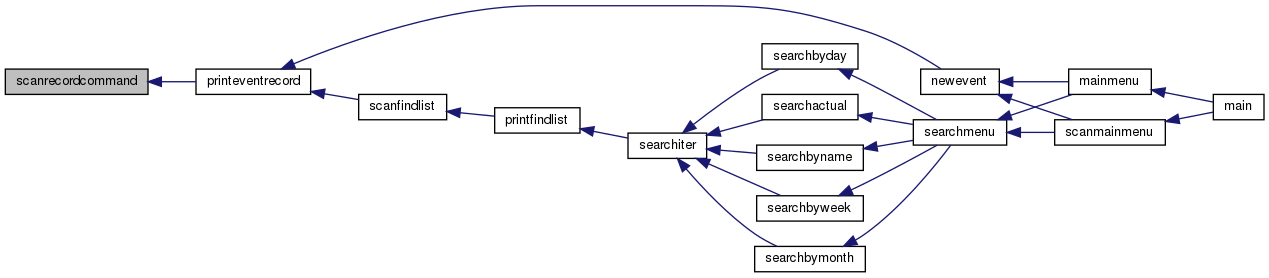 scanrecordcommand
printeventrecord
scanfindlist
printfindlist
searchiter
searchbyday
searchactual
searchbyname
searchbyweek
searchbymonth
newevent
searchmenu
mainmenu
scanmainmenu
main